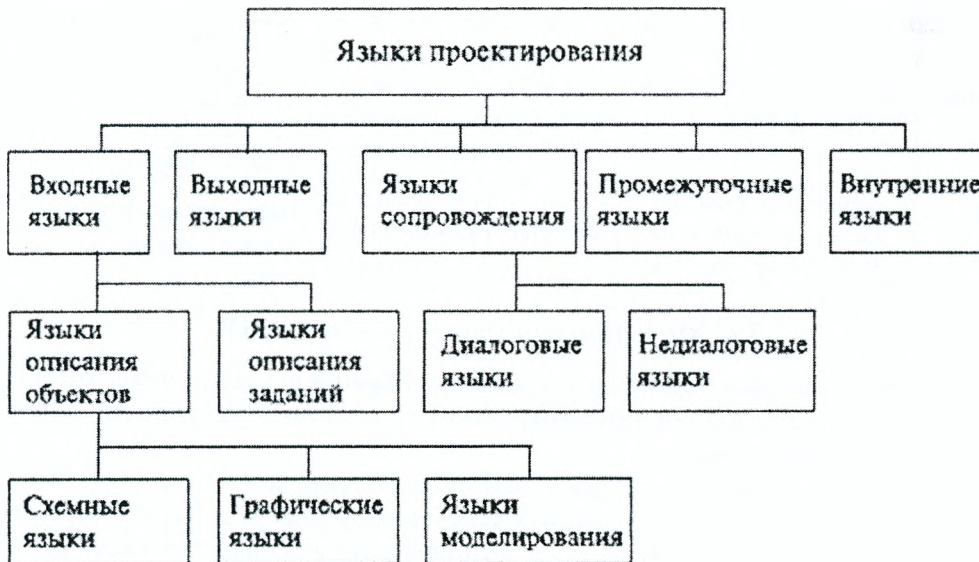 Языки проектирования
Входные
языки
Выходные
языки
Языки
сопровождения
Промежуточные
языки
Внутренние
языки
Языки
описания
объектов
Языки
описания
заданий
Диалоговые
языки
Недиалоговые
языки
Схемные
языки
Графические
языки
Языки
моделирования